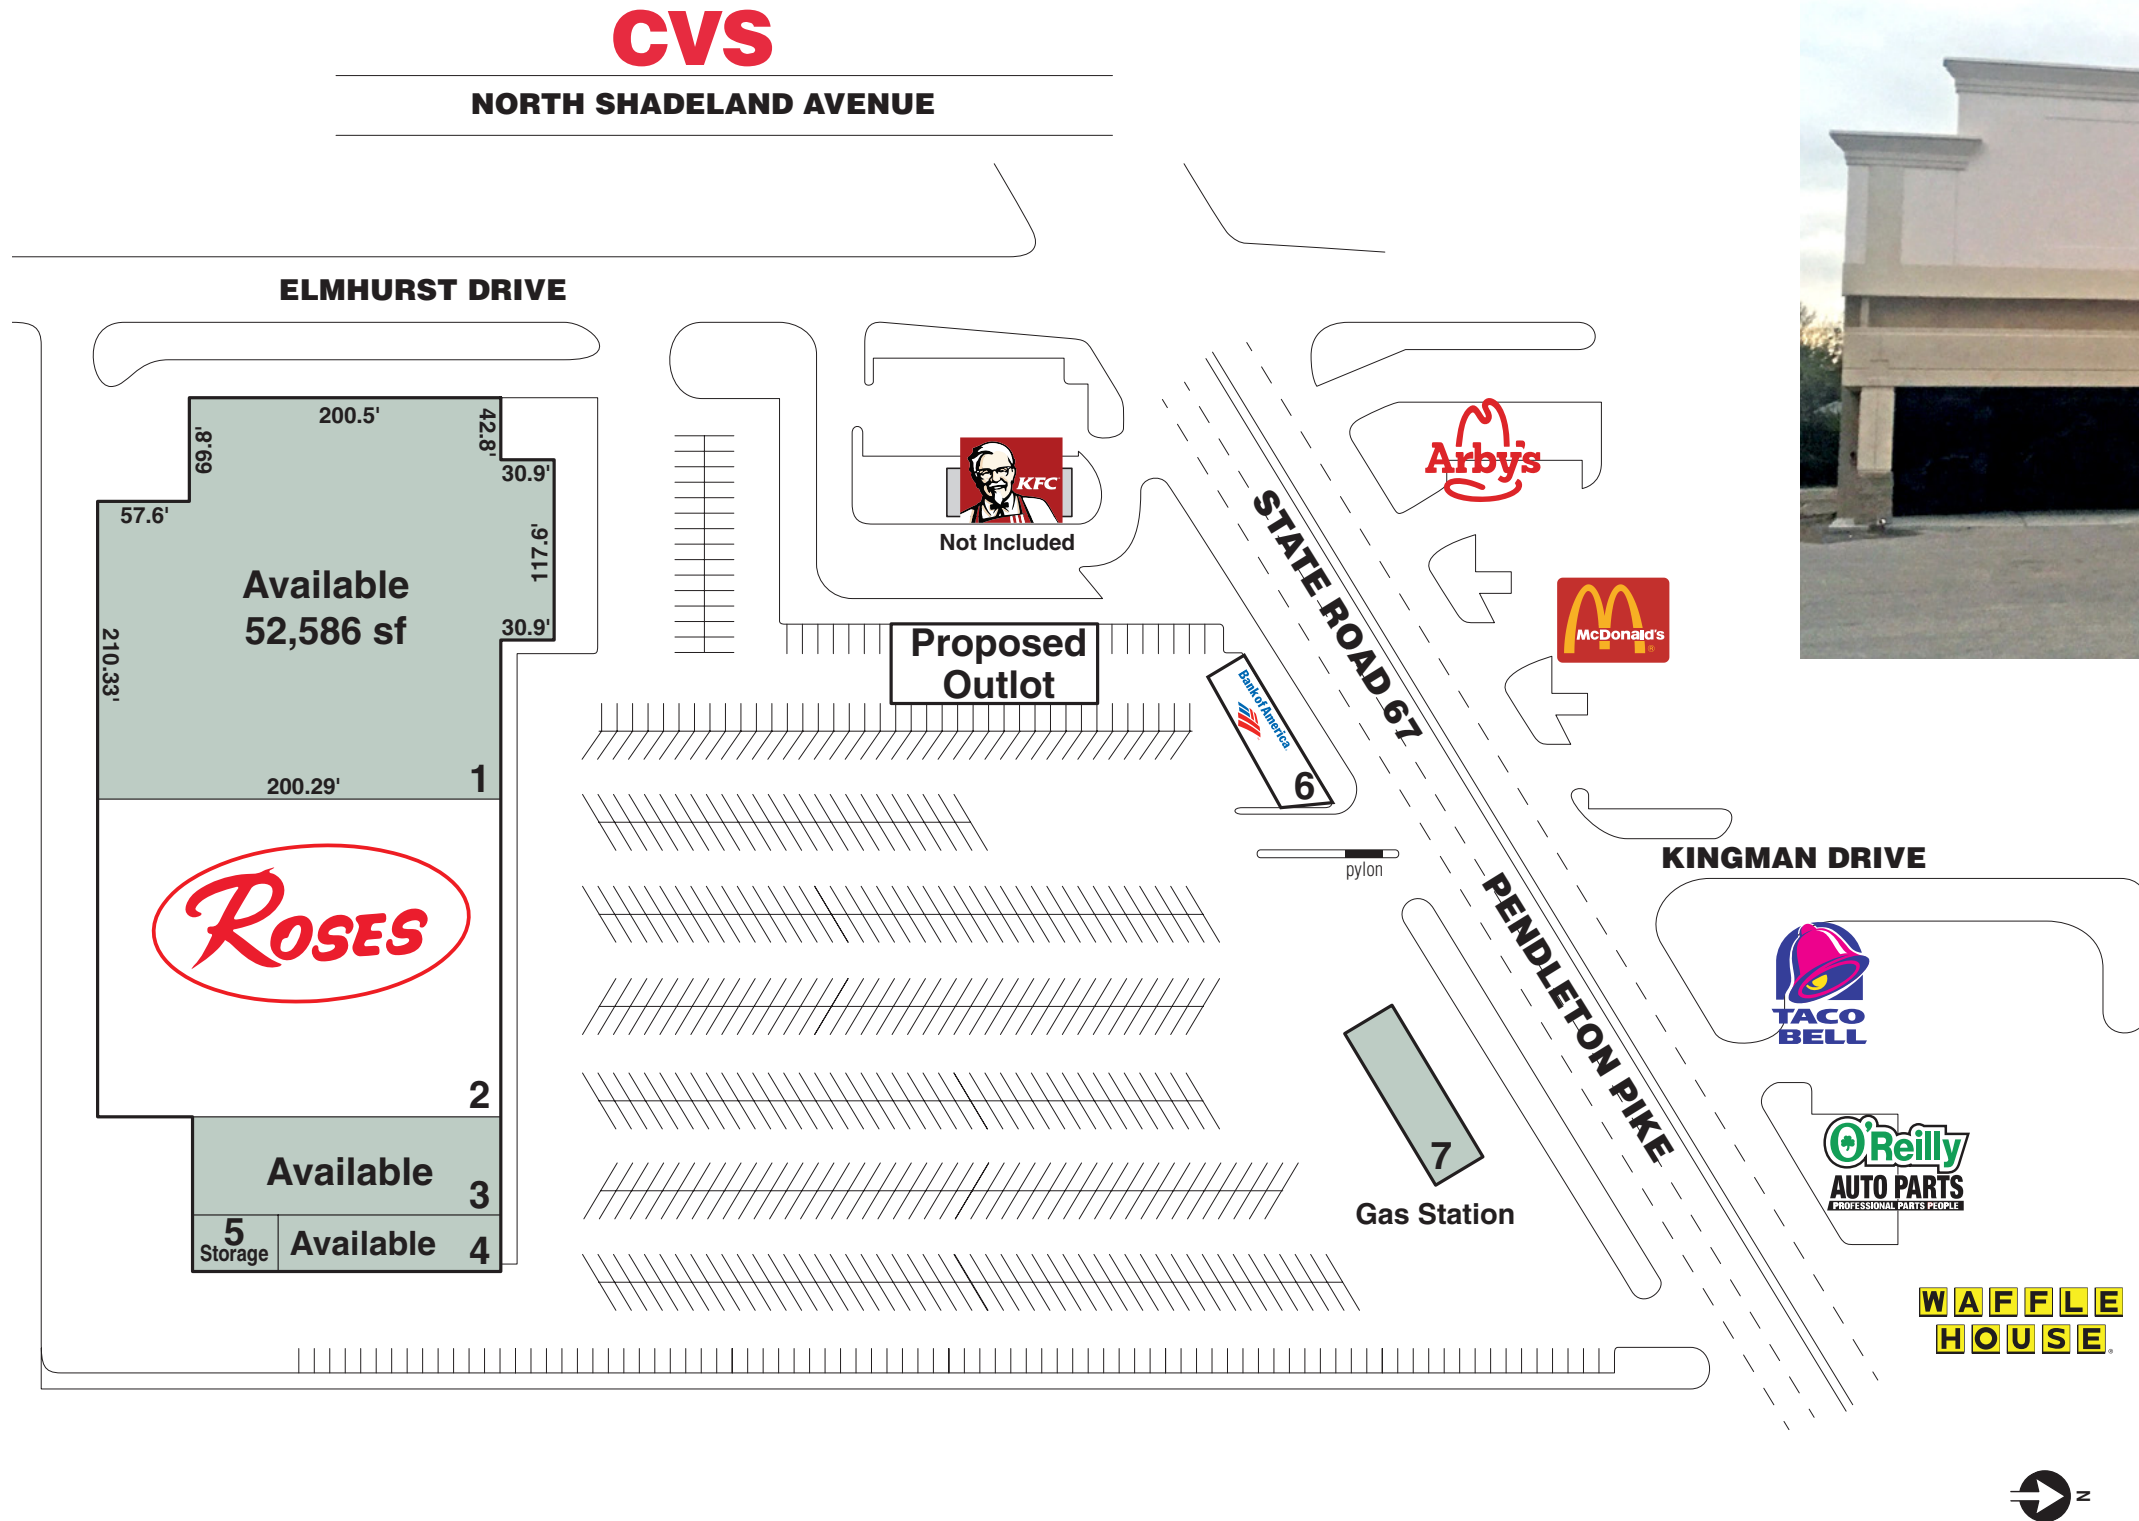 CVS
NORTH SHADELAND AVENUE
ELMHURST DRIVE
200.5'
42.8'
69.8'
30.9'
57.6'
117.6'
Available
52,586 sf
210.33'
30.9'
200.29'
1
ROSES
2
Available
3
5
Storage
Available
4
KFC
Not Included
Proposed
Outlot
Bank of America
6
pylon
STATE ROAD 67
PENDLETON PIKE
7
Gas Station
Arby's
McDonald's
®
KINGMAN DRIVE
TACO
BELL
O'Reilly
AUTO PARTS
PROFESSIONAL PARTS PEOPLE
WAFFLE
HOUSE®
N